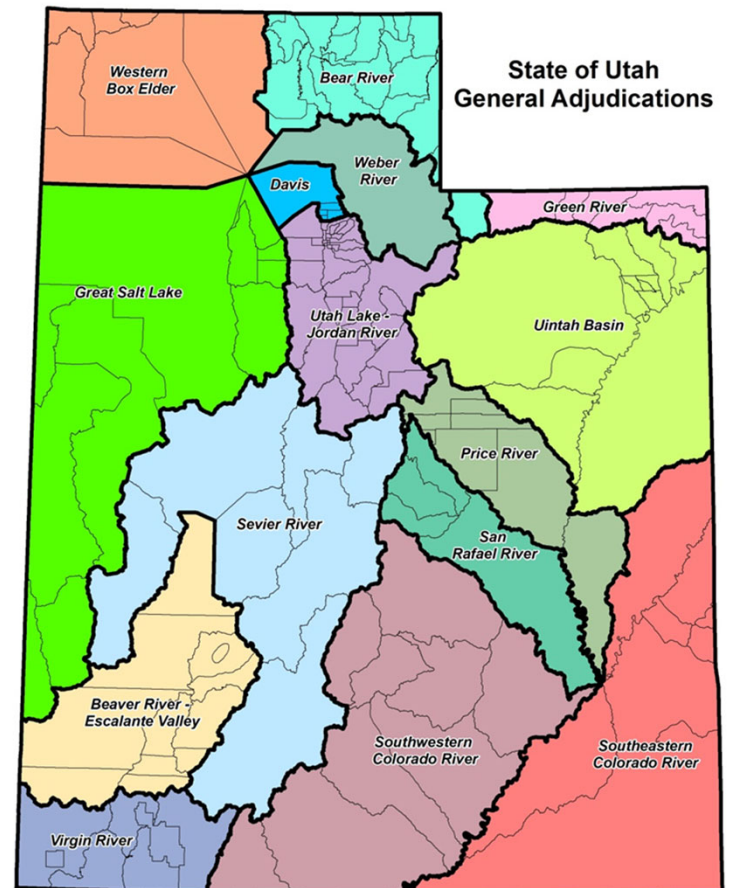 State of Utah
General Adjudications
Western
Box Elder
Bear River
Weber
River
Davis
Green River
Great Salt Lake
Utah Lake -
Jordan River
Uintah Basin
Price River
Sevier River
San
Rafael River
Beaver River -
Escalante Valley
Southwestern
Colorado River
Southeastern
Colorado River
Virgin River